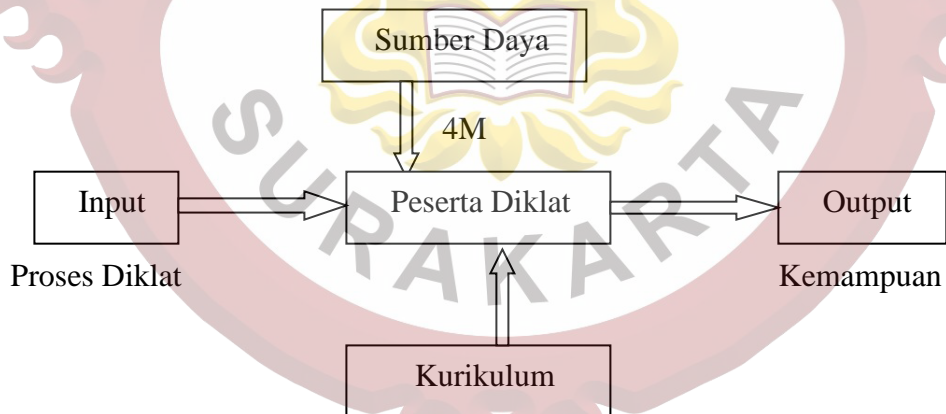 Sumber Daya
4M
Input
Peserta Diklat
Output
Proses Diklat
Kemampuan
Kurikulum
SURAKARTA